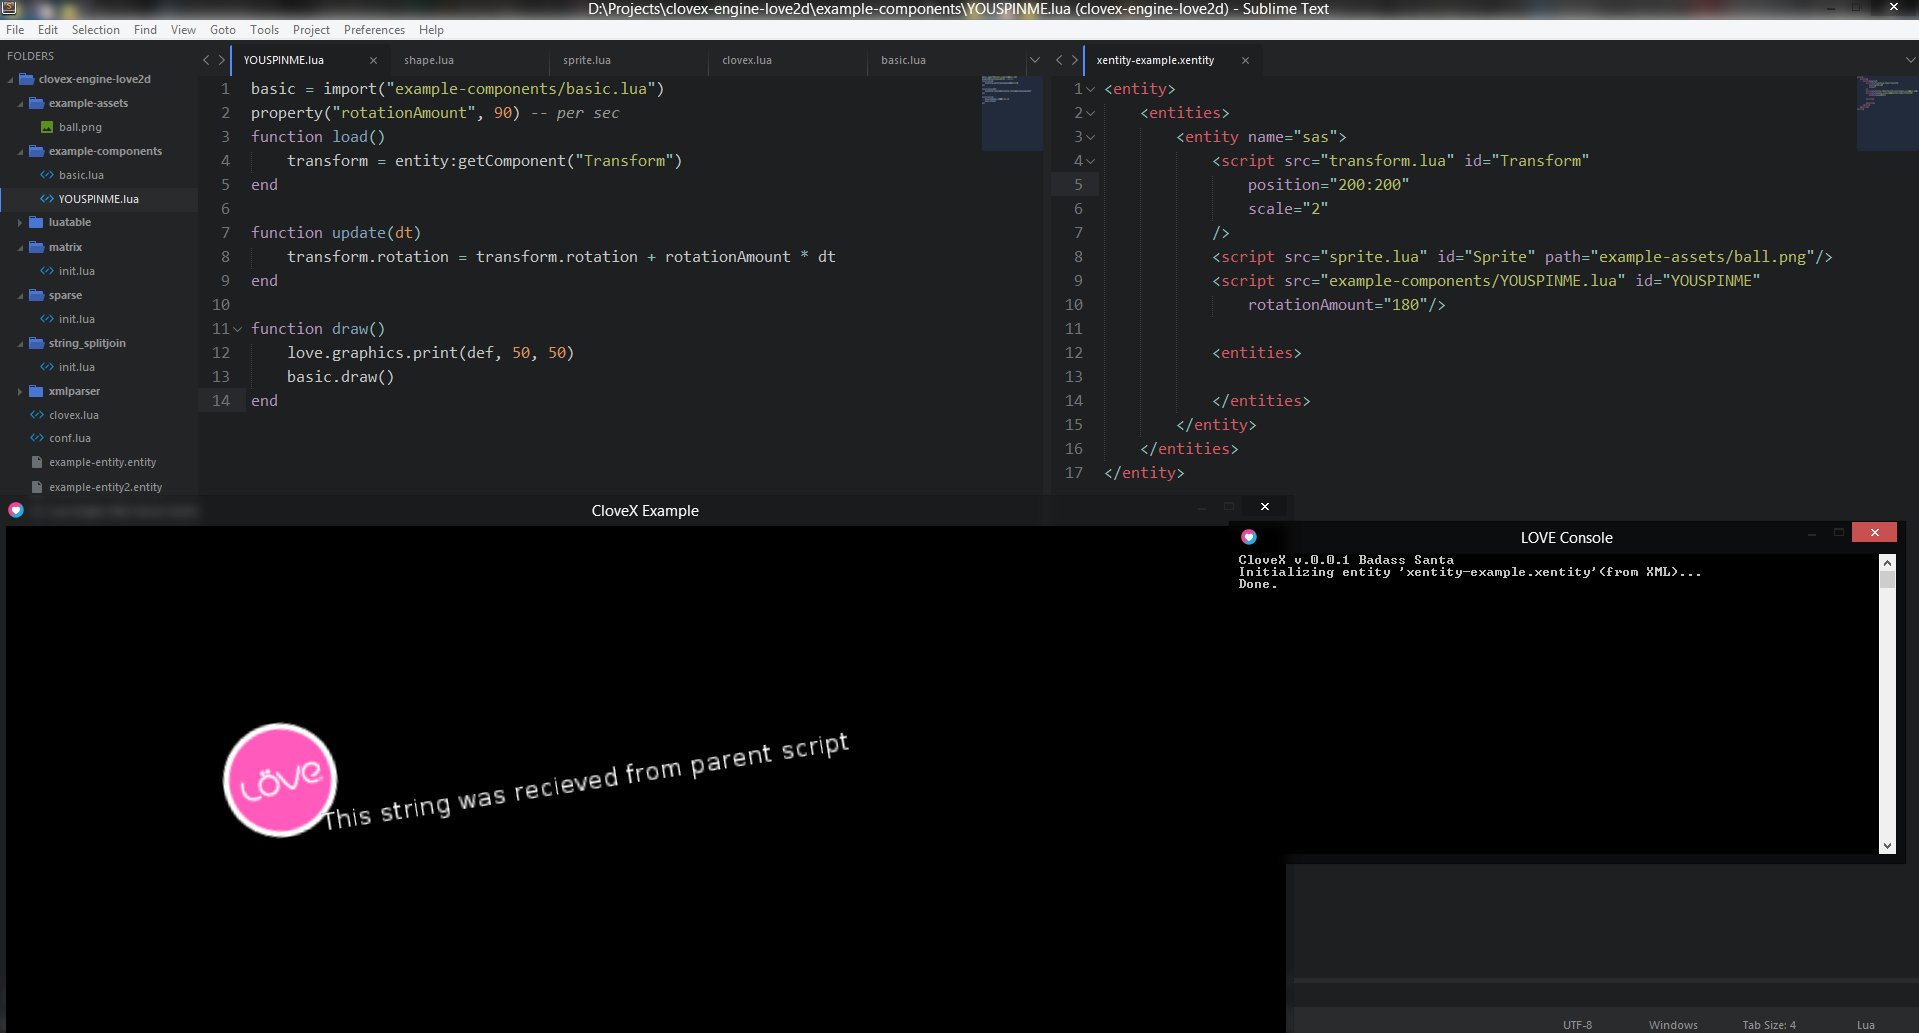 D:\Projects\clovex-engine-love2d\example-components\YOUSPINME.lua (clovex-engine-love2d) - Sublime Text
File Edit Selection Find View Goto Tools Project Preferences Help
FOLDERS
clovex-engine-love2d
example-assets
ball.png
example-components
basic.lua
YOUSPINME.lua
luatable
matrix
init.lua
sparse
init.lua
string_splitjoin
init.lua
xmlparser
clovex.lua
conf.lua
example-entity.entity
example-entity2.entity
YOUSPINME.lua shape.lua sprite.lua clovex.lua basic.lua
1 basic = import("example-components/basic.lua")
2 property("rotationAmount", 90) -- per sec
3 function load()
4 transform = entity:getComponent("Transform")
5 end
6
7 function update(dt)
8 transform.rotation = transform.rotation + rotationAmount * dt
9 end
10
11 function draw()
12 love.graphics.print(def, 50, 50)
13 basic.draw()
14 end
xentity-example.xentity
1 <entity>
2 <entities>
3 <entity name="sas">
4 <script src="transform.lua" id="Transform"
5 position="200:200"
6 scale="2"
7 />
8 <script src="sprite.lua" id="Sprite" path="example-assets/ball.png"/>
9 <script src="example-components/YOUSPINME.lua" id="YOUSPINME"
10 rotationAmount="180"/>
11
12 <entities>
13
14 </entities>
15 </entity>
16 </entities>
17 </entity>
CloveX Example
LÖVE
This string was recieved from parent script
LOVE Console
CloveX v.0.0.1 Badass Santa
Initializing entity 'xentity-example.xentity'(from XML)...
Done.
UTF-8 Windows Tab Size: 4 Lua